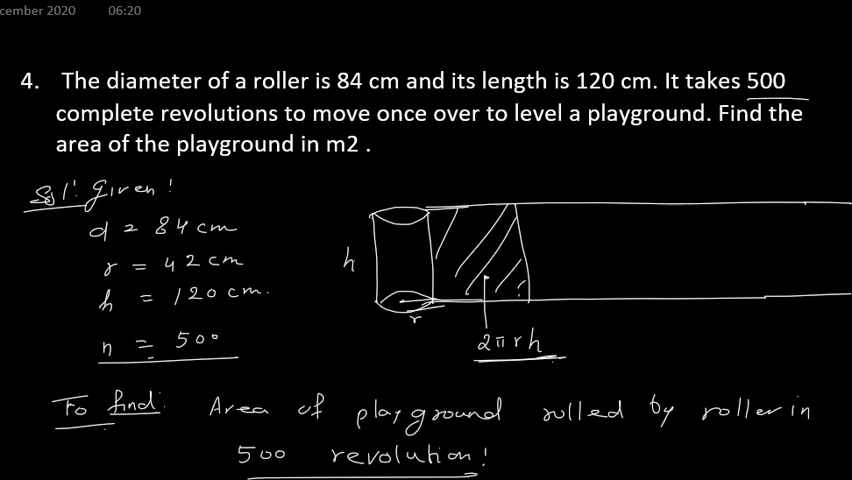 cember 2020 06:20
4. The diameter of a roller is 84 cm and its length is 120 cm. It takes 500
complete revolutions to move once over to level a playground. Find the
area of the playground in m2 .
Sol: Given!
d = 84 cm
r = 42 cm
h = 120 cm.
n = 500
h
r
2πrh
To find: Area of playground rolled by roller in
500 revolution!